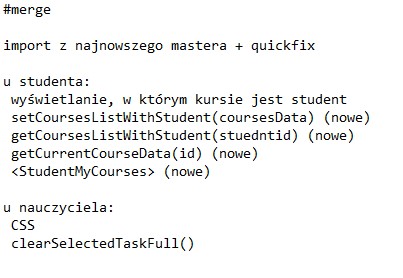 #merge
import z najnowszego mastera + quickfix
u studenta:
wyświetlanie, w którym kursie jest student
setCoursesListWithStudent(coursesData) (nowe)
getCoursesListWithStudent(stuedntid) (nowe)
getCurrentCourseData(id) (nowe)
<StudentMyCourses> (nowe)
u nauczyciela:
CSS
clearSelectedTaskFull()